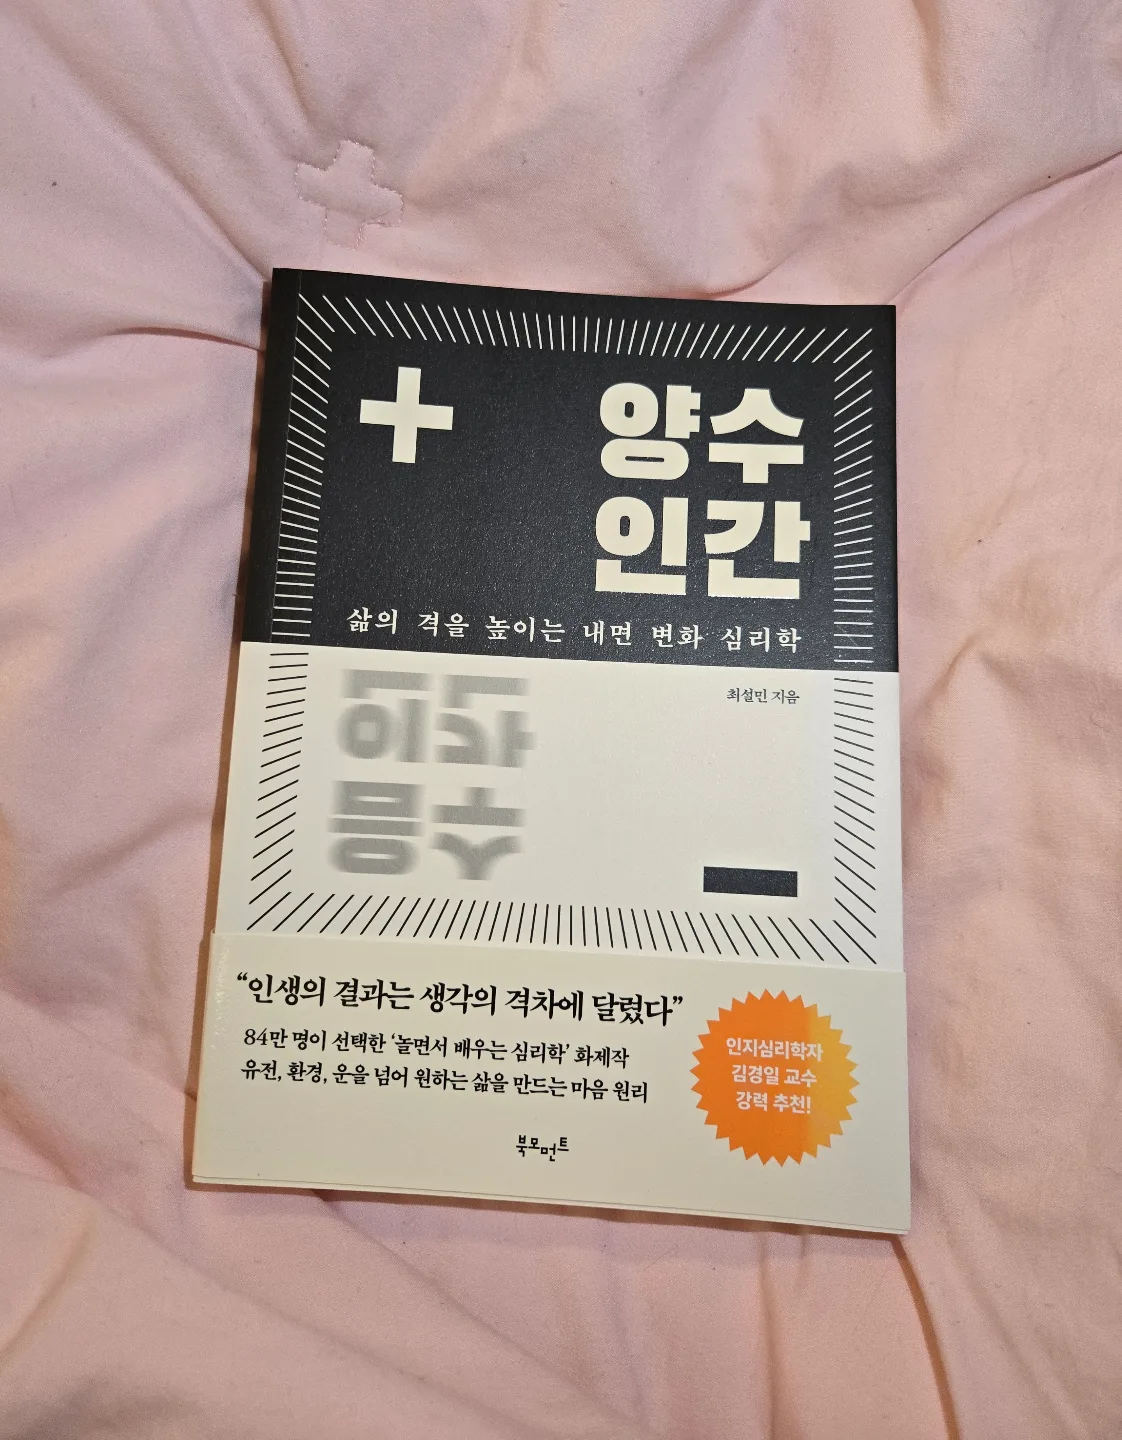 +
양수
인간
삶의 격을 높이는 내면 변화 심리학
최설민 지음
음수
인간
-
“인생의 결과는 생각의 격차에 달렸다”
84만 명이 선택한 ‘놀면서 배우는 심리학’ 화제작
유전, 환경, 운을 넘어 원하는 삶을 만드는 마음 원리
북모먼트
인지심리학자
김경일 교수
강력 추천!